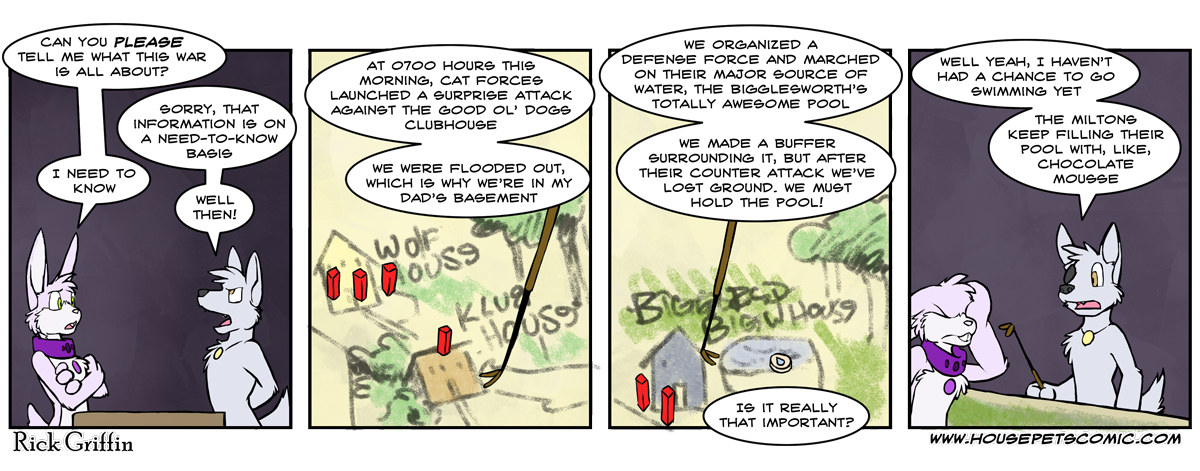 CAN YOU PLEASE
TELL ME WHAT THIS WAR
IS ALL ABOUT?
SORRY, THAT
INFORMATION IS ON
A NEED-TO-KNOW
BASIS
I NEED TO
KNOW
WELL
THEN!
AT 0700 HOURS THIS
MORNING, CAT FORCES
LAUNCHED A SURPRISE ATTACK
AGAINST THE GOOD OL' DOGS
CLUBHOUSE
WE WERE FLOODED OUT,
WHICH IS WHY WE'RE IN MY
DAD'S BASEMENT
WOLF
HOUSE
KLUB
HOUSE
WE ORGANIZED A
DEFENSE FORCE AND MARCHED
ON THEIR MAJOR SOURCE OF
WATER, THE BIGGLESWORTH'S
TOTALLY AWESOME POOL
WE MADE A BUFFER
SURROUNDING IT, BUT AFTER
THEIR COUNTER ATTACK WE'VE
LOST GROUND. WE MUST
HOLD THE POOL!
HOUSE
IS IT REALLY
THAT IMPORTANT?
WELL YEAH, I HAVEN'T
HAD A CHANCE TO GO
SWIMMING YET
THE MILTONS
KEEP FILLING THEIR
POOL WITH, LIKE,
CHOCOLATE
MOUSSE
Rick Griffin
WWW.HOUSEPETSCOMIC.COM